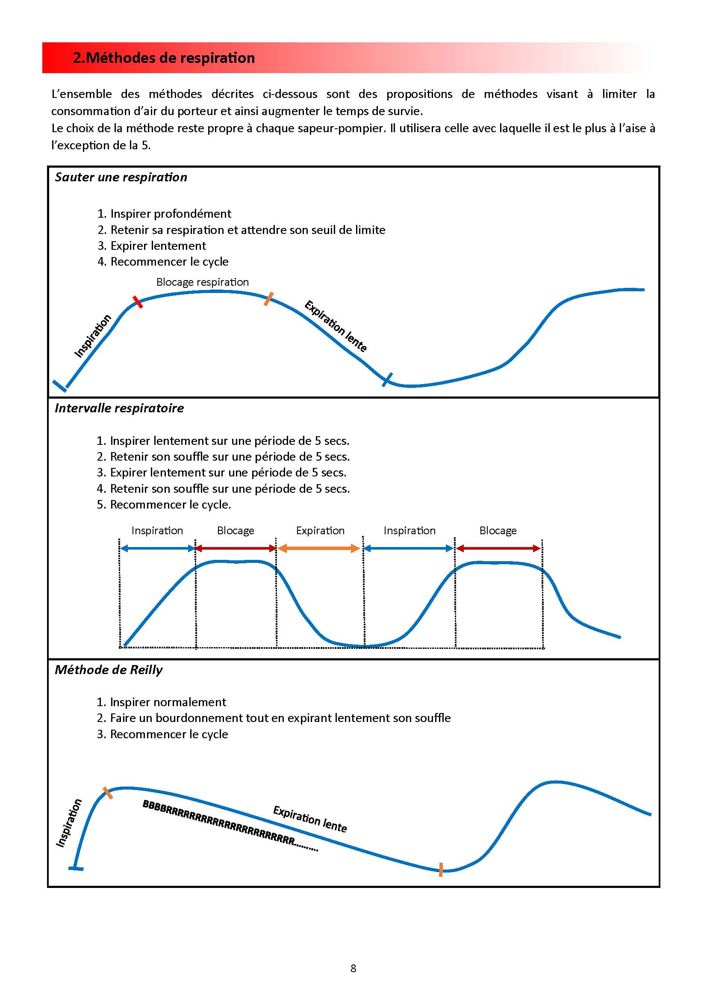 2.Méthodes de respiration
L’ensemble des méthodes décrites ci-dessous sont des propositions de méthodes visant à limiter la
consommation d’air du porteur et ainsi augmenter le temps de survie.
Le choix de la méthode reste propre à chaque sapeur-pompier. Il utilisera celle avec laquelle il est le plus à l’aise à
l’exception de la 5.
Sauter une respiration
1. Inspirer profondément
2. Retenir sa respiration et attendre son seuil de limite
3. Expirer lentement
4. Recommencer le cycle
Blocage respiration
Inspiration
Expiration lente
Intervalle respiratoire
1. Inspirer lentement sur une période de 5 secs.
2. Retenir son souffle sur une période de 5 secs.
3. Expirer lentement sur une période de 5 secs.
4. Retenir son souffle sur une période de 5 secs.
5. Recommencer le cycle.
Inspiration Blocage Expiration Inspiration Blocage
Méthode de Reilly
1. Inspirer normalement
2. Faire un bourdonnement tout en expirant lentement son souffle
3. Recommencer le cycle
Inspiration
BBBBRRRRRRRRRRRRRRRRRRRRRR.........
Expiration lente
8